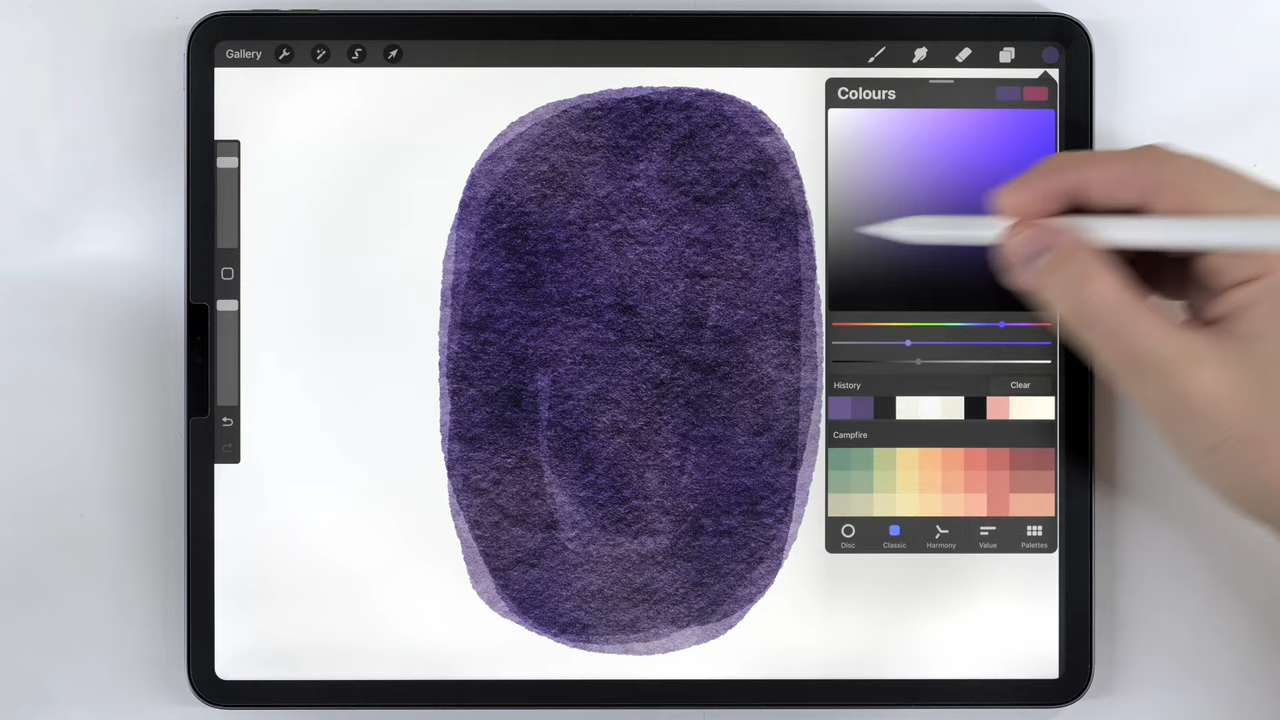 Gallery
Colours
History
Clear
Campfire
Disc
Classic
Harmony
Value
Palettes